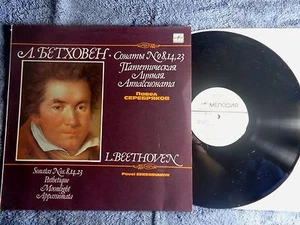 Л. БЕТХОВЕН · Сонаты № 8, 14, 23
Патетическая
Лунная
Аппассионата
Павел
СЕРЕБРЯКОВ
L. BEETHOVEN
Sonatas Nos. 8, 14, 23
Pathetique
Moonlight
Appassionata
Pavel SEREBRYAKOV
МЕЛОДИЯ